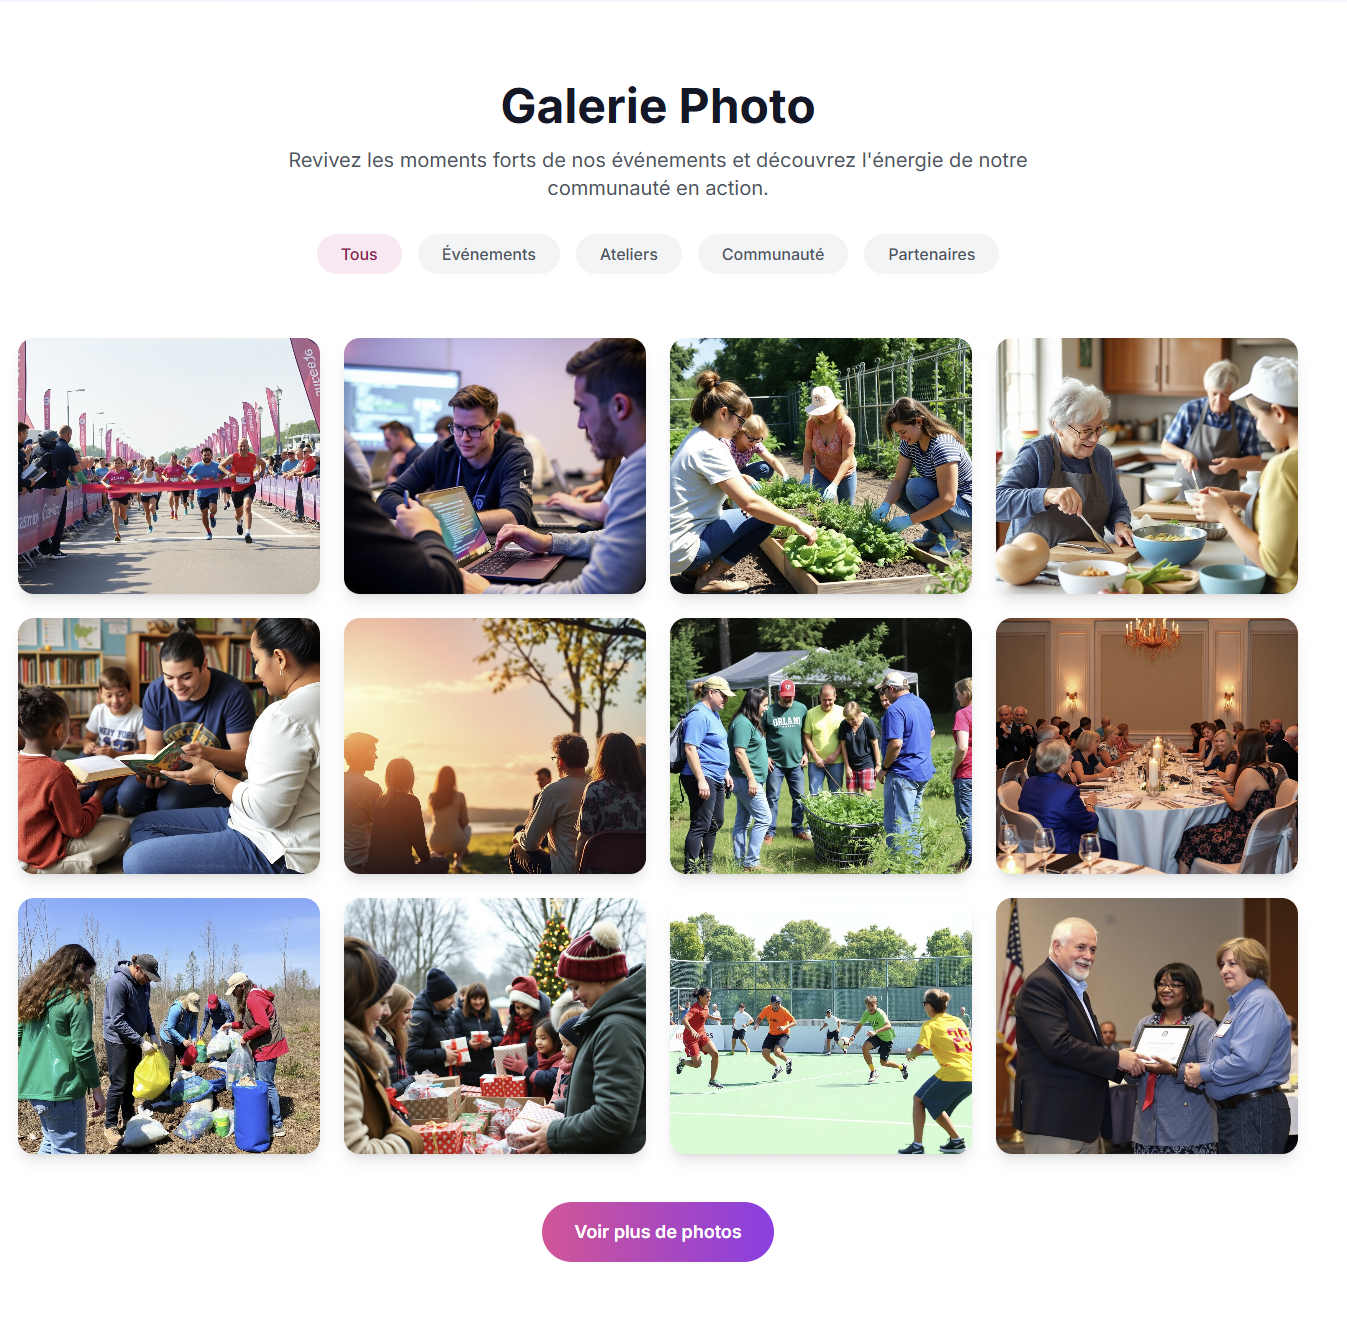 Galerie Photo
Revivez les moments forts de nos événements et découvrez l'énergie de notre
communauté en action.
Tous
Événements
Ateliers
Communauté
Partenaires
ORLANO
Voir plus de photos